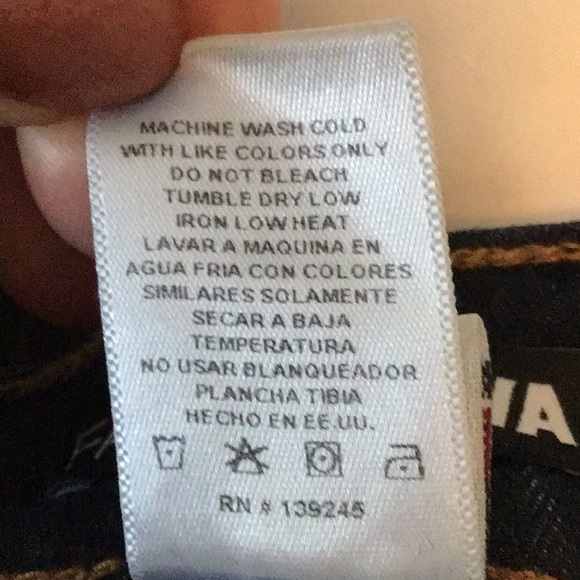 MACHINE WASH COLD
WITH LIKE COLORS ONLY
DO NOT BLEACH
TUMBLE DRY LOW
IRON LOW HEAT
LAVAR A MAQUINA EN
AGUA FRIA CON COLORES
SIMILARES SOLAMENTE
SECAR A BAJA
TEMPERATURA
NO USAR BLANQUEADOR
PLANCHA TIBIA
HECHO EN EE.UU.
RN # 139245
VA